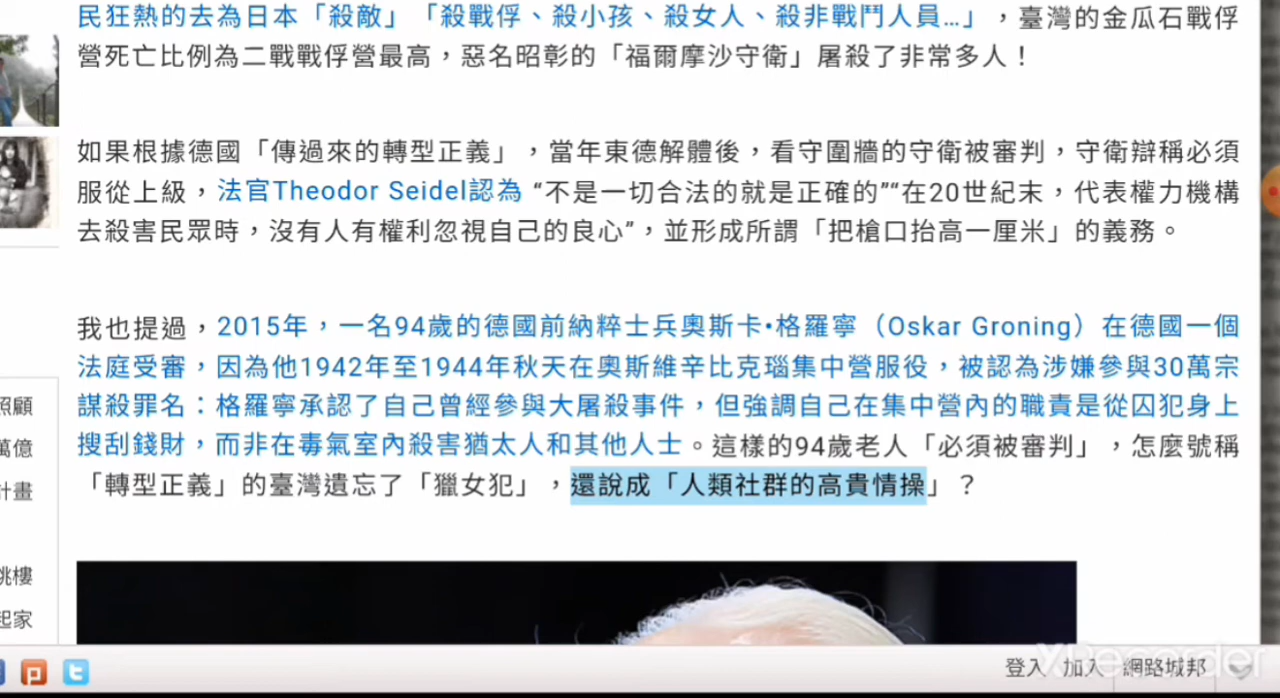 民狂熱的去為日本「殺敵」「殺戰俘、殺小孩、殺女人、殺非戰鬥人員…」，臺灣的金瓜石戰俘
營死亡比例為二戰戰俘營最高，惡名昭彰的「福爾摩沙守衛」屠殺了非常多人！
如果根據德國「傳過來的轉型正義」，當年東德解體後，看守圍牆的守衛被審判，守衛辯稱必須
服從上級，法官Theodor Seidel認為 “不是一切合法的就是正確的”“在20世紀末，代表權力機構
去殺害民眾時，沒有人有權利忽視自己的良心”，並形成所謂「把槍口抬高一厘米」的義務。
我也提過，2015年，一名94歲的德國前納粹士兵奧斯卡•格羅寧（Oskar Groning）在德國一個
法庭受審，因為他1942年至1944年秋天在奧斯維辛比克瑙集中營服役，被認為涉嫌參與30萬宗
謀殺罪名：格羅寧承認了自己曾經參與大屠殺事件，但強調自己在集中營內的職責是從囚犯身上
搜刮錢財，而非在毒氣室內殺害猶太人和其他人士。這樣的94歲老人「必須被審判」，怎麼號稱
「轉型正義」的臺灣遺忘了「獵女犯」，還說成「人類社群的高貴情操」？
照顧
萬億
計畫
跳樓
起家
登入 加入 網路城邦
XRecorder